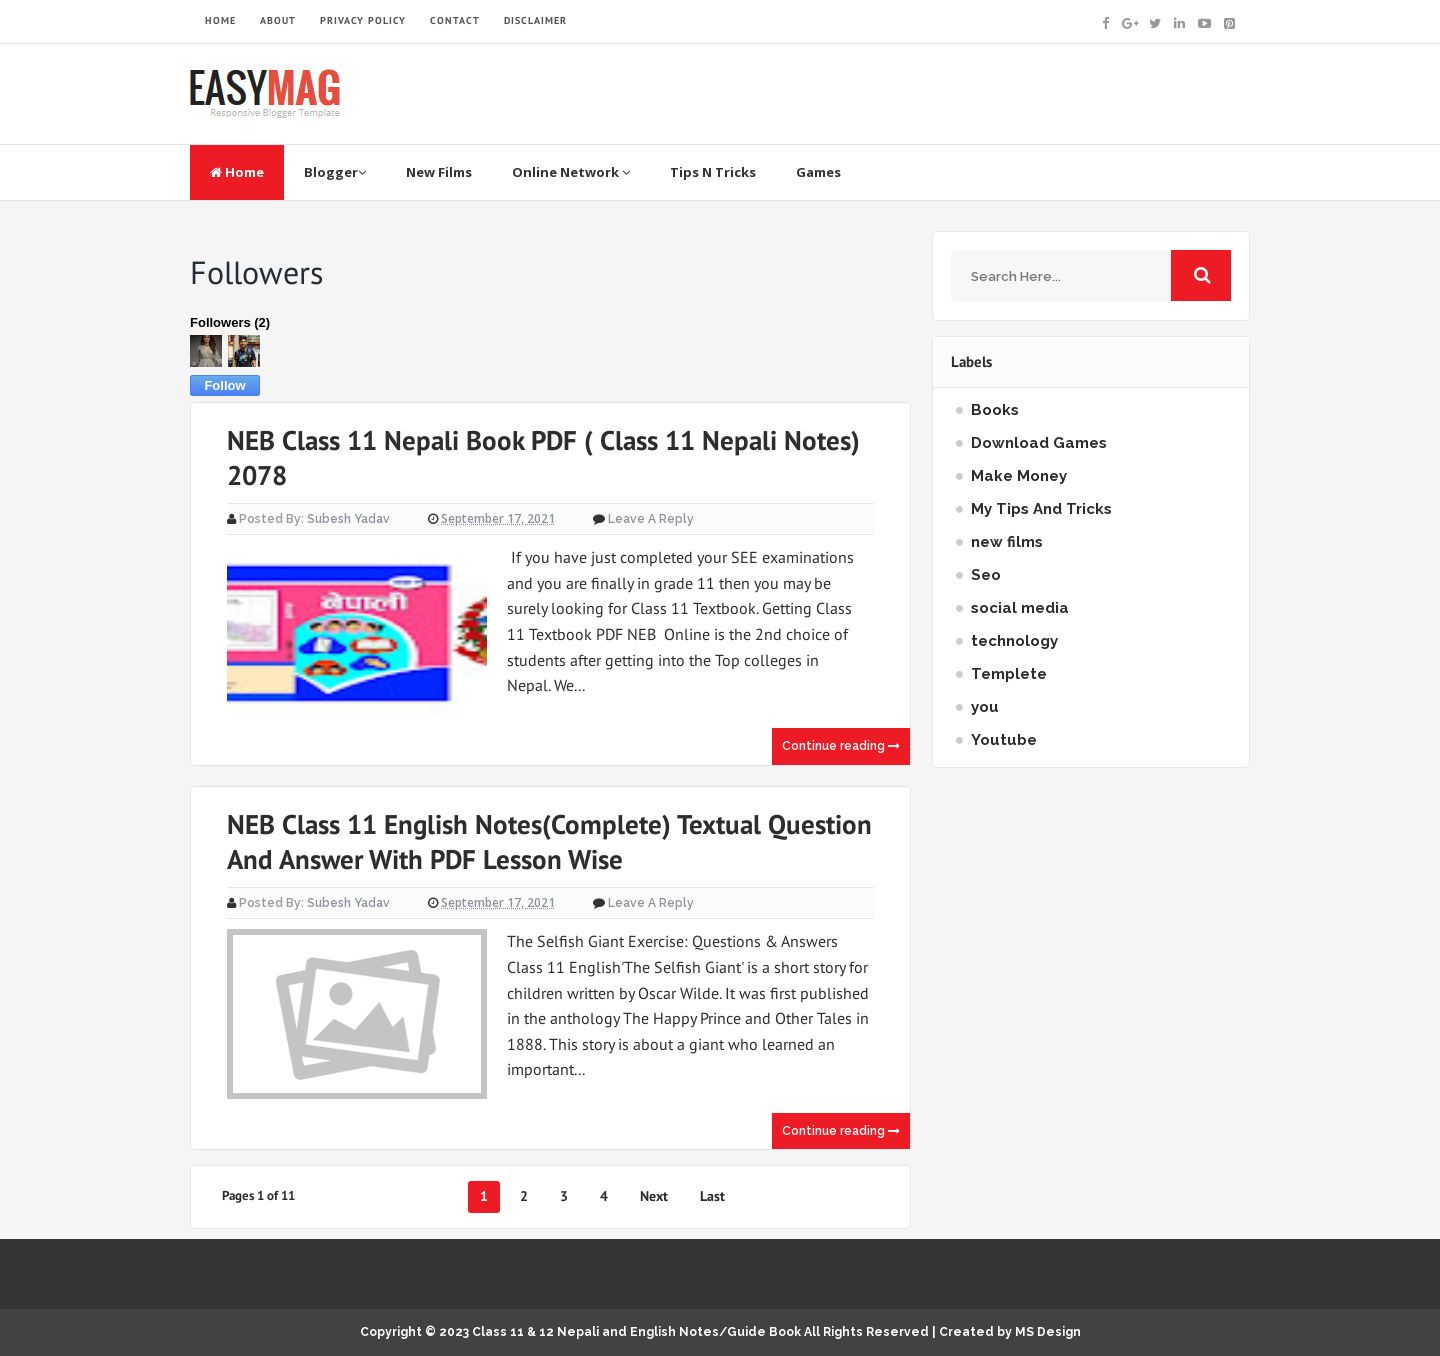 HOME ABOUT PRIVACY POLICY CONTACT DISCLAIMER
EASYMAG
Responsive Blogger Template
Home Blogger New Films Online Network Tips N Tricks Games
Followers
Followers (2)
Follow
NEB Class 11 Nepali Book PDF ( Class 11 Nepali Notes)
2078
Posted By: Subesh Yadav September 17, 2021 Leave A Reply
नेपाली
If you have just completed your SEE examinations
and you are finally in grade 11 then you may be
surely looking for Class 11 Textbook. Getting Class
11 Textbook PDF NEB  Online is the 2nd choice of
students after getting into the Top colleges in
Nepal. We...
Continue reading
NEB Class 11 English Notes(Complete) Textual Question
And Answer With PDF Lesson Wise
Posted By: Subesh Yadav September 17, 2021 Leave A Reply
The Selfish Giant Exercise: Questions & Answers
Class 11 English'The Selfish Giant' is a short story for
children written by Oscar Wilde. It was first published
in the anthology The Happy Prince and Other Tales in
1888. This story is about a giant who learned an
important...
Continue reading
Pages 1 of 11 1 2 3 4 Next Last
Search Here...
Labels
Books
Download Games
Make Money
My Tips And Tricks
new films
Seo
social media
technology
Templete
you
Youtube
Copyright © 2023 Class 11 & 12 Nepali and English Notes/Guide Book All Rights Reserved | Created by MS Design